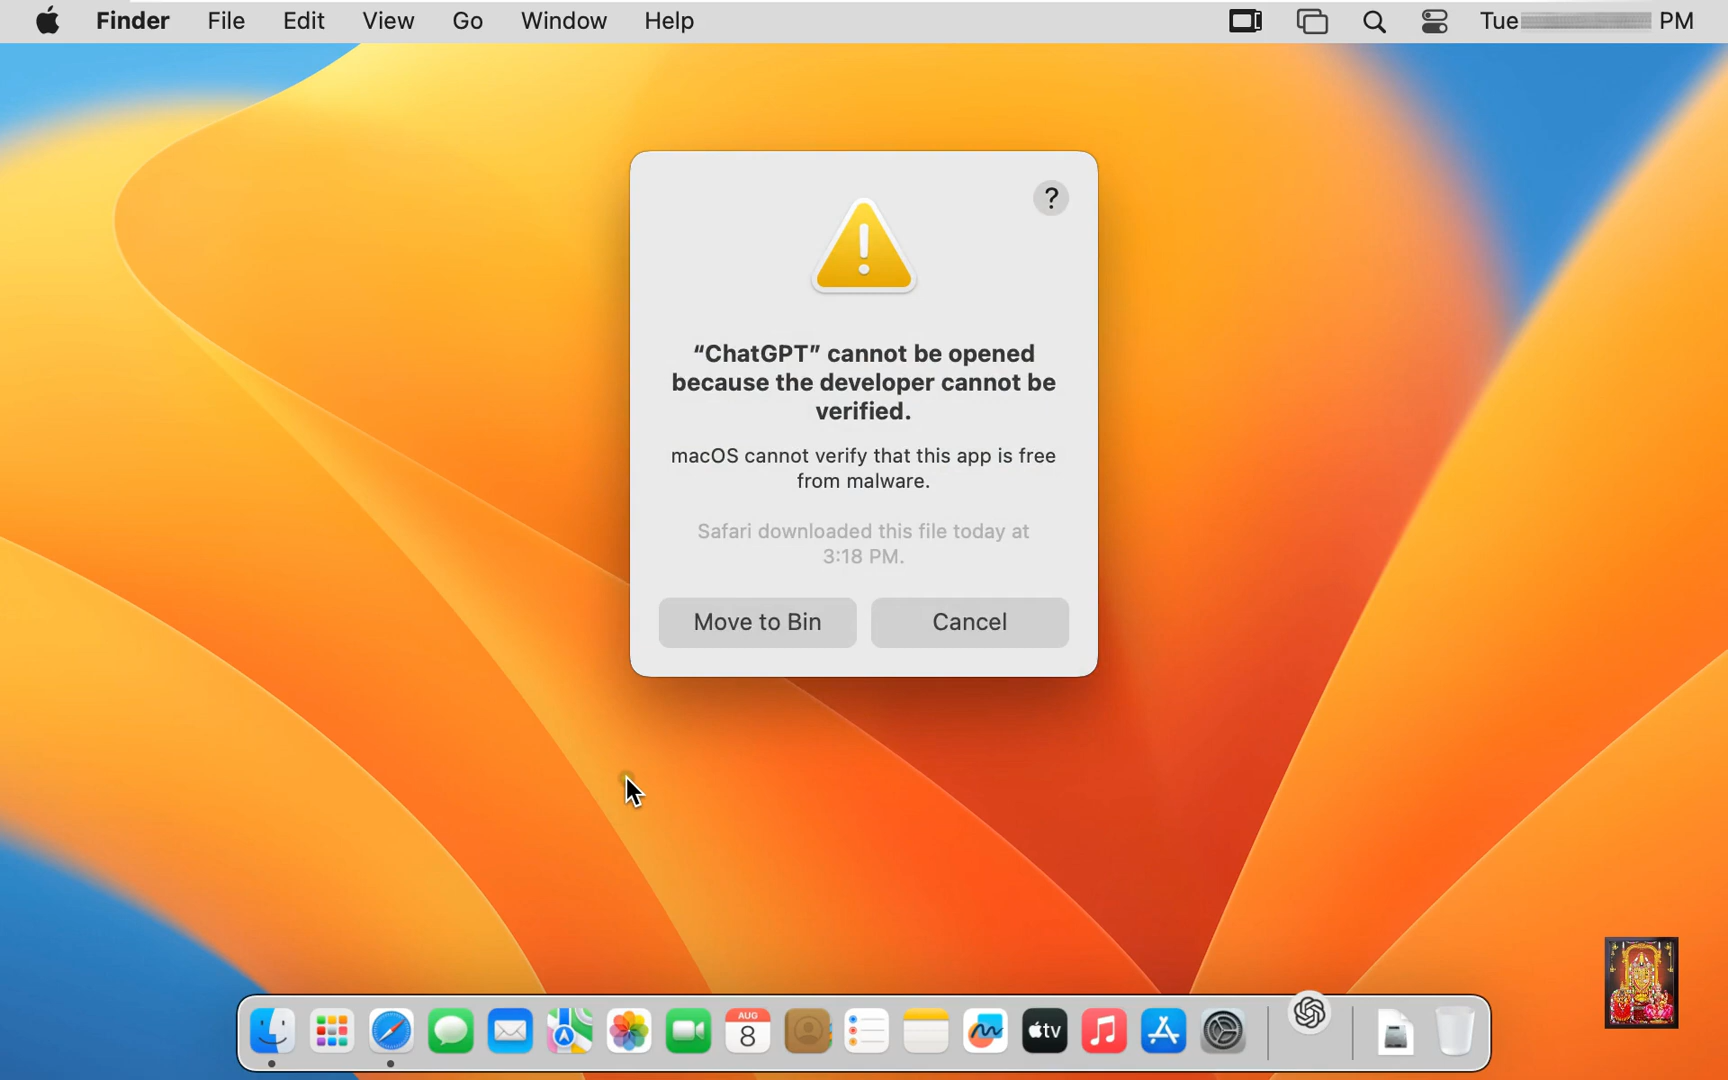 Finder File Edit View Go Window Help Tue PM
?
“ChatGPT” cannot be opened
because the developer cannot be
verified.
macOS cannot verify that this app is free
from malware.
Safari downloaded this file today at
3:18 PM.
Move to Bin Cancel
AUG
8
tv